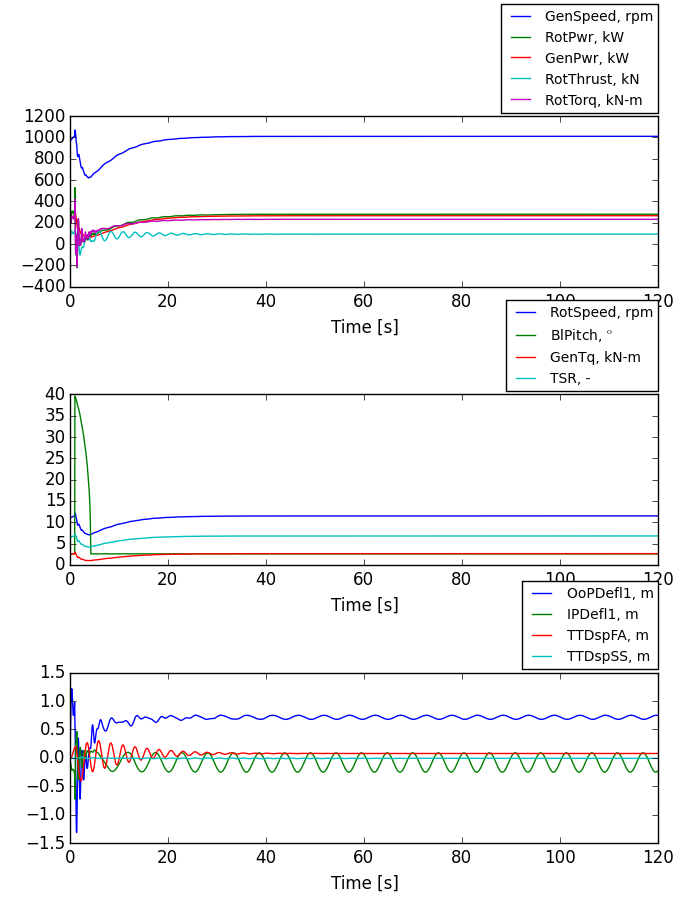 GenSpeed, rpm
RotPwr, kW
GenPwr, kW
RotThrust, kN
RotTorq, kN-m
1200
1000
800
600
400
200
0
−200
−400
0 20 40 60 80 100 120
Time [s]
RotSpeed, rpm
BlPitch, °
GenTq, kN-m
TSR, -
40
35
30
25
20
15
10
5
0
0 20 40 60 80 100 120
Time [s]
OoPDefl1, m
IPDefl1, m
TTDspFA, m
TTDspSS, m
1.5
1.0
0.5
0.0
−0.5
−1.0
−1.5
0 20 40 60 80 100 120
Time [s]